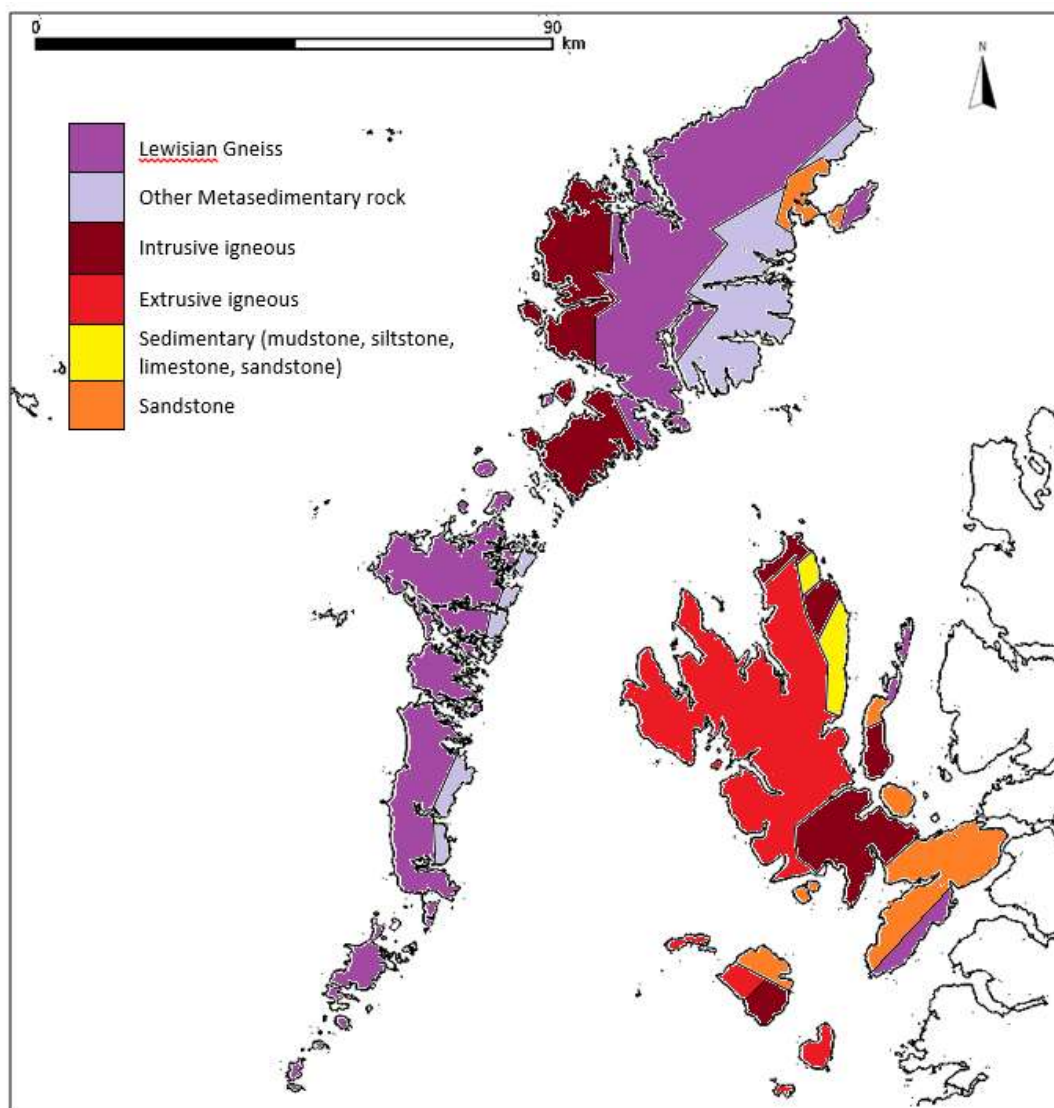 0 90
km
N
Lewisian Gneiss
Other Metasedimentary rock
Intrusive igneous
Extrusive igneous
Sedimentary (mudstone, siltstone,
limestone, sandstone)
Sandstone